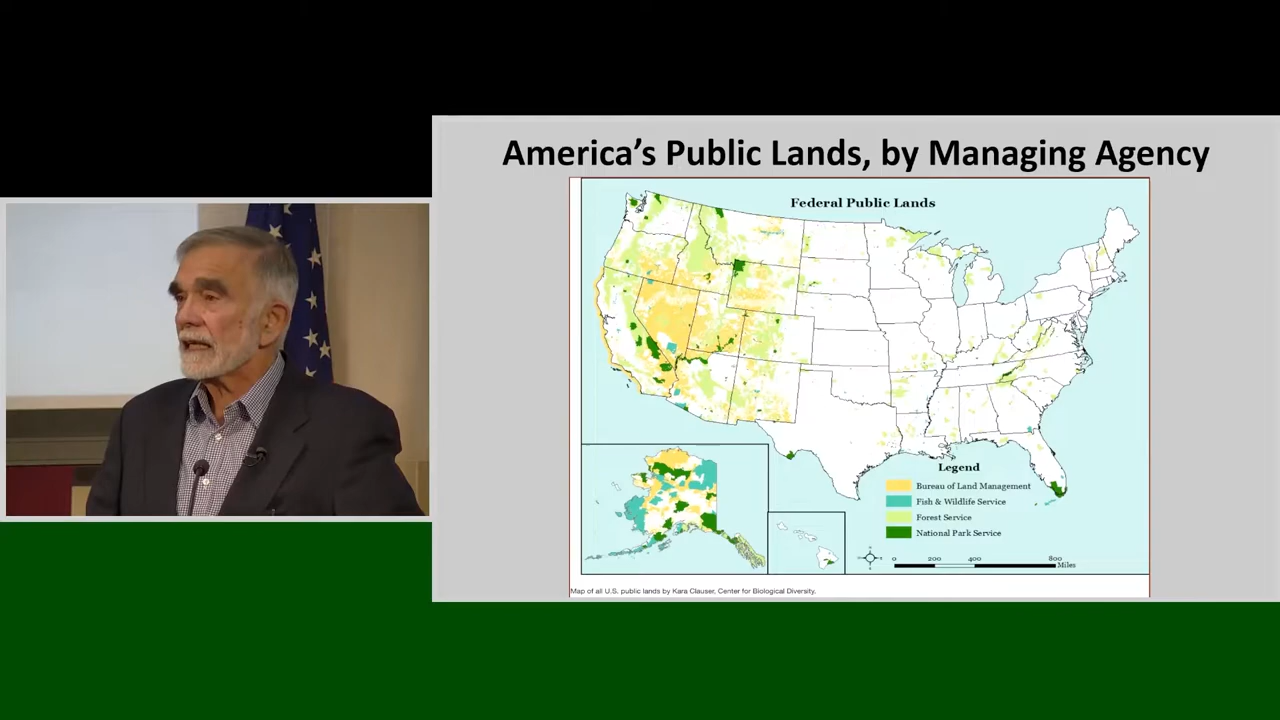 America's Public Lands, by Managing Agency
Federal Public Lands
Legend
Bureau of Land Management
Fish & Wildlife Service
Forest Service
National Park Service
0 200 400 800
Miles
Map of all U.S. public lands by Kara Clauser, Center for Biological Diversity.